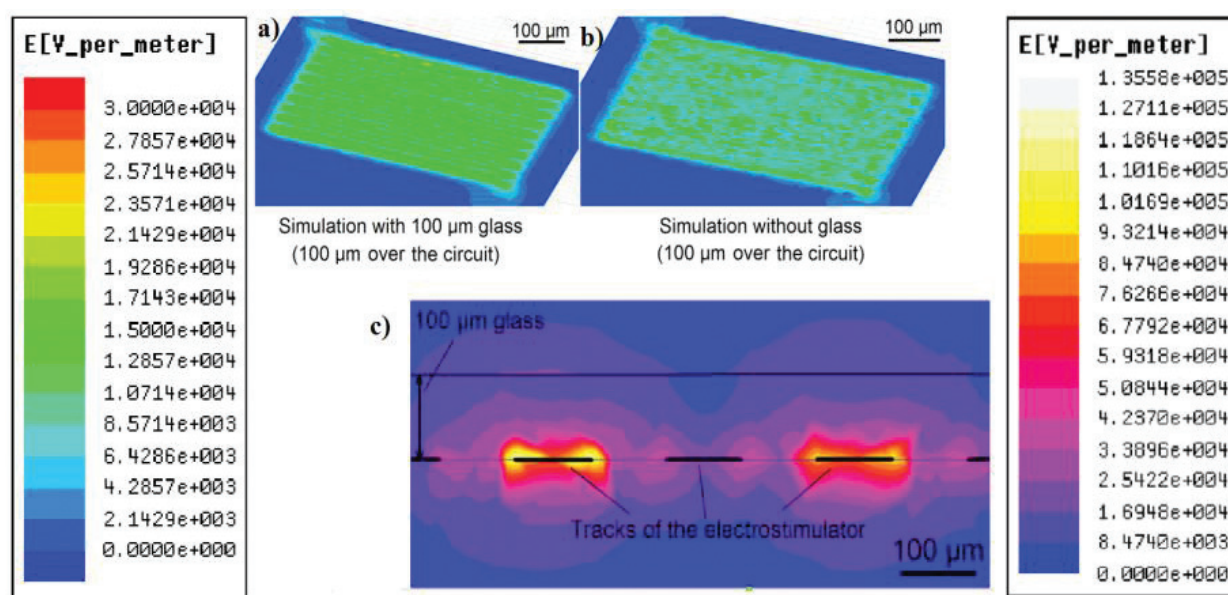 E[V_per_meter]
3.0000e+004
2.7857e+004
2.5714e+004
2.3571e+004
2.1429e+004
1.9286e+004
1.7143e+004
1.5000e+004
1.2857e+004
1.0714e+004
8.5714e+003
6.4286e+003
4.2857e+003
2.1429e+003
0.0000e+000
a)
100 µm
Simulation with 100 µm glass
(100 µm over the circuit)
b)
100 µm
Simulation without glass
(100 µm over the circuit)
c)
100 µm glass
Tracks of the electrostimulator
100 µm
E[V_per_meter]
1.3558e+005
1.2711e+005
1.1864e+005
1.1016e+005
1.0169e+005
9.3214e+004
8.4740e+004
7.6266e+004
6.7792e+004
5.9318e+004
5.0844e+004
4.2370e+004
3.3896e+004
2.5422e+004
1.6948e+004
8.4740e+003
0.0000e+000